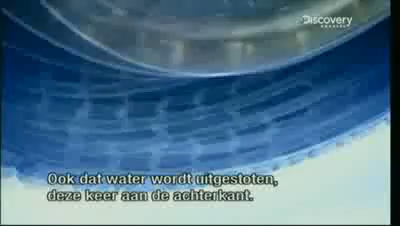 Discovery
Ook dat water wordt uitgestoten,
deze keer aan de achterkant.